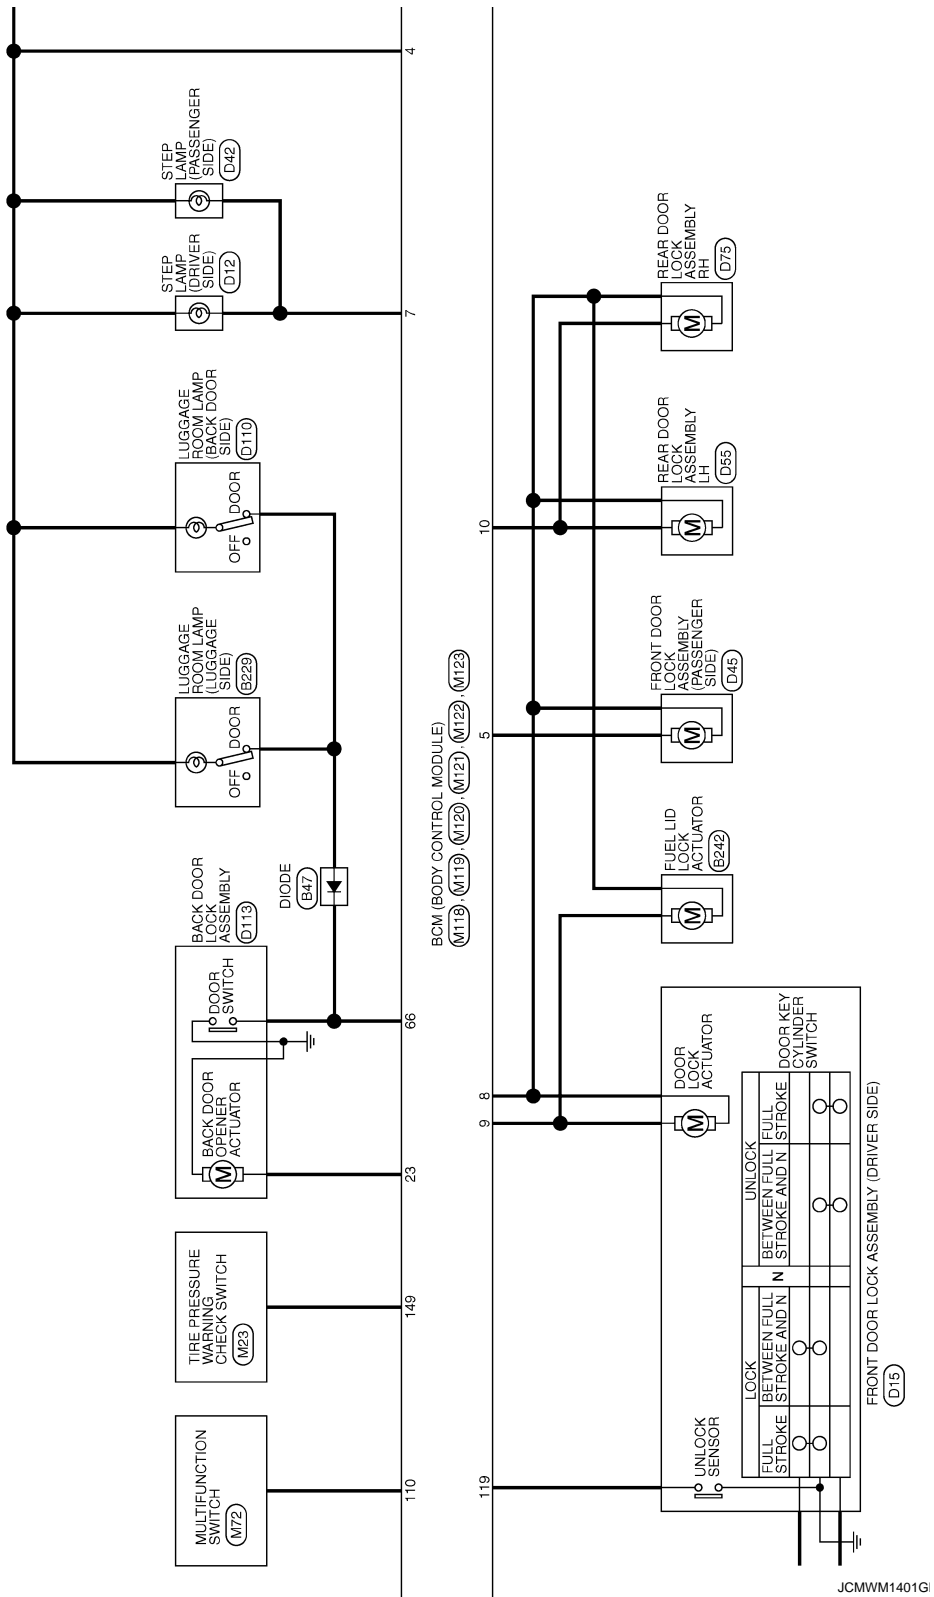 4
STEP
LAMP
(PASSENGER
SIDE)
D42
STEP
LAMP
(DRIVER
SIDE)
D12
7
LUGGAGE
ROOM LAMP
(BACK DOOR
SIDE)
D110
DOOR
OFF
LUGGAGE
ROOM LAMP
(LUGGAGE
SIDE)
B229
DOOR
OFF
DIODE
B47
BACK DOOR
LOCK
ASSEMBLY
D113
DOOR
SWITCH
BACK DOOR
OPENER
ACTUATOR
M
66
23
TIRE PRESSURE
WARNING
CHECK SWITCH
M23
149
MULTIFUNCTION
SWITCH
M72
110
BCM (BODY CONTROL MODULE)
M118 , M119 , M120 , M121 , M122 , M123
10
5
8
9
119
REAR DOOR
LOCK
ASSEMBLY
RH
D75
M
REAR DOOR
LOCK
ASSEMBLY
LH
D55
M
FRONT DOOR
LOCK
ASSEMBLY
(PASSENGER
SIDE)
D45
M
FUEL LID
LOCK
ACTUATOR
B242
M
DOOR
LOCK
ACTUATOR
M
UNLOCK
SENSOR
DOOR KEY
CYLINDER
SWITCH
LOCK
N
UNLOCK
FULL
STROKE
BETWEEN FULL
STROKE AND N
BETWEEN FULL
STROKE AND N
FULL
STROKE
FRONT DOOR LOCK ASSEMBLY (DRIVER SIDE)
D15